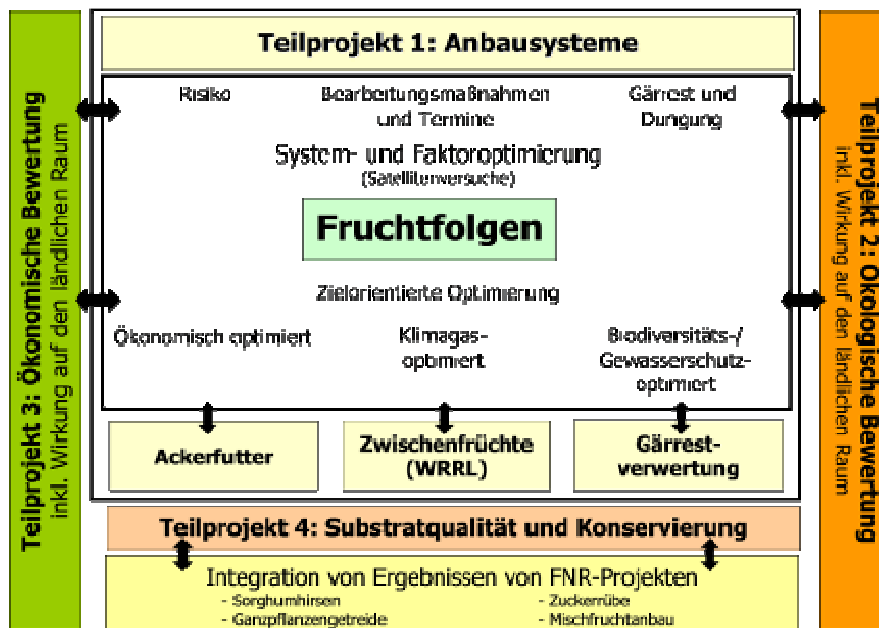 Teilprojekt 1: Anbausysteme
Risiko
Bearbeitungsmaßnahmen
und Termine
Gärrest und
Düngung
System- und Faktoroptimierung
(Satellitenversuche)
Fruchtfolgen
Zielorientierte Optimierung
Ökonomisch optimiert
Klimagas-
optimiert
Biodiversitäts-/
Gewässerschutz-
optimiert
Ackerfutter
Zwischenfrüchte
(WRRL)
Gärrest-
verwertung
Teilprojekt 3: Ökonomische Bewertung
inkl. Wirkung auf den ländlichen Raum
Teilprojekt 2: Ökologische Bewertung
inkl. Wirkung auf den ländlichen Raum
Teilprojekt 4: Substratqualität und Konservierung
Integration von Ergebnissen von FNR-Projekten
- Sorghumhirsen
- Ganzpflanzengetreide
- Zuckerrübe
- Mischfruchtanbau